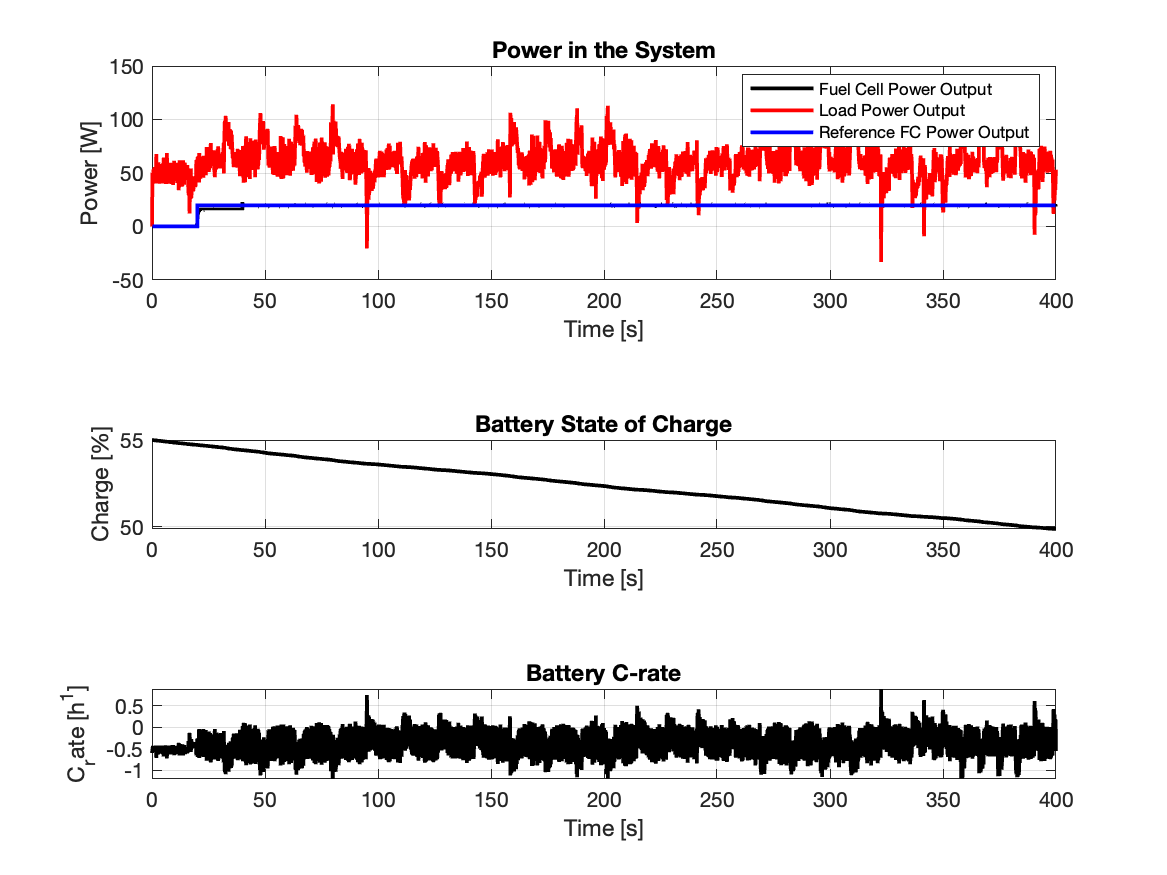 Power in the System
150
100
50
0
-50
Power [W]
Fuel Cell Power Output
Load Power Output
Reference FC Power Output
0 50 100 150 200 250 300 350 400
Time [s]
Battery State of Charge
55
50
Charge [%]
0 50 100 150 200 250 300 350 400
Time [s]
Battery C-rate
0.5
0
-0.5
-1
C_rate [h^1]
0 50 100 150 200 250 300 350 400
Time [s]